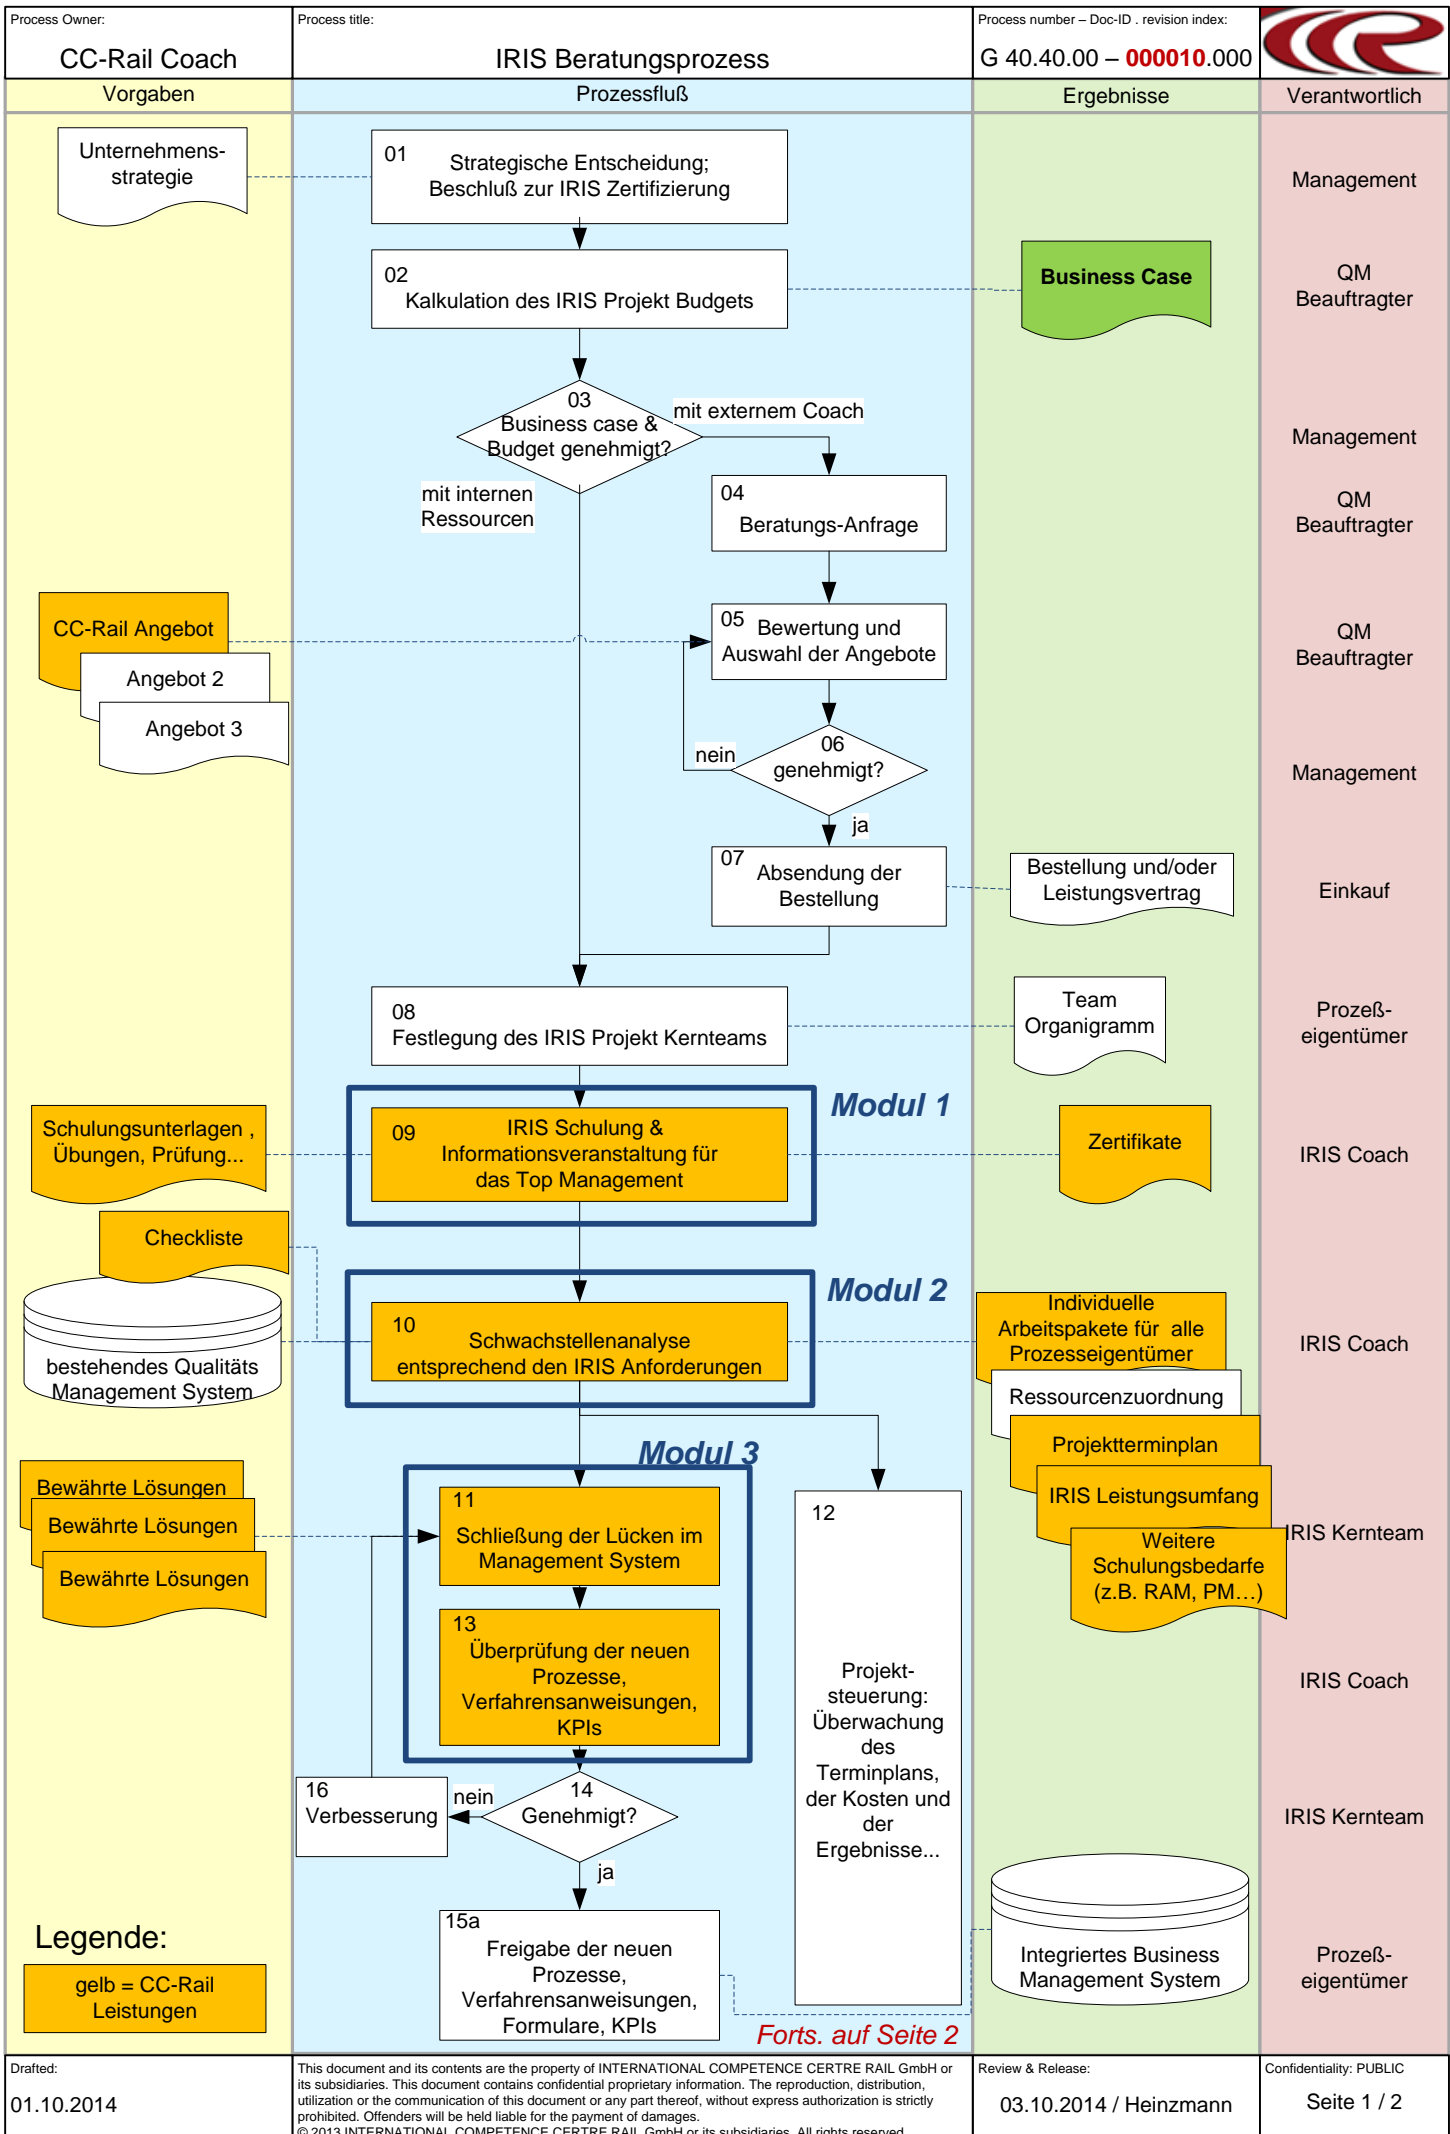 Process Owner:
CC-Rail Coach
Process title:
IRIS Beratungsprozess
Process number – Doc-ID . revision index:
G 40.40.00 – 000010.000
Vorgaben
Prozessfluß
Ergebnisse
Verantwortlich
Unternehmens-
strategie
01
Strategische Entscheidung;
Beschluß zur IRIS Zertifizierung
Management
02
Kalkulation des IRIS Projekt Budgets
Business Case
QM
Beauftragter
03
Business case &
Budget genehmigt?
mit externem Coach
mit internen
Ressourcen
Management
04
Beratungs-Anfrage
QM
Beauftragter
CC-Rail Angebot
Angebot 2
Angebot 3
05
Bewertung und
Auswahl der Angebote
QM
Beauftragter
06
genehmigt?
nein
ja
Management
07
Absendung der
Bestellung
Bestellung und/oder
Leistungsvertrag
Einkauf
08
Festlegung des IRIS Projekt Kernteams
Team
Organigramm
Prozeß-
eigentümer
Modul 1
Schulungsunterlagen ,
Übungen, Prüfung...
09
IRIS Schulung &
Informationsveranstaltung für
das Top Management
Zertifikate
IRIS Coach
Checkliste
bestehendes Qualitäts
Management System
Modul 2
10
Schwachstellenanalyse
entsprechend den IRIS Anforderungen
Individuelle
Arbeitspakete für alle
Prozesseigentümer
Ressourcenzuordnung
Projektterminplan
IRIS Leistungsumfang
Weitere
Schulungsbedarfe
(z.B. RAM, PM...)
IRIS Coach
Modul 3
Bewährte Lösungen
Bewährte Lösungen
Bewährte Lösungen
11
Schließung der Lücken im
Management System
IRIS Kernteam
12
Projekt-
steuerung:
Überwachung
des
Terminplans,
der Kosten und
der
Ergebnisse...
13
Überprüfung der neuen
Prozesse,
Verfahrensanweisungen,
KPIs
IRIS Coach
16
Verbesserung
nein
14
Genehmigt?
ja
IRIS Kernteam
15a
Freigabe der neuen
Prozesse,
Verfahrensanweisungen,
Formulare, KPIs
Integriertes Business
Management System
Prozeß-
eigentümer
Forts. auf Seite 2
Legende:
gelb = CC-Rail
Leistungen
Drafted:
01.10.2014
This document and its contents are the property of INTERNATIONAL COMPETENCE CERTRE RAIL GmbH or
its subsidiaries. This document contains confidential proprietary information. The reproduction, distribution,
utilization or the communication of this document or any part thereof, without express authorization is strictly
prohibited. Offenders will be held liable for the payment of damages.
© 2013 INTERNATIONAL COMPETENCE CERTRE RAIL GmbH or its subsidiaries. All rights reserved
Review & Release:
03.10.2014 / Heinzmann
Confidentiality: PUBLIC
Seite 1 / 2